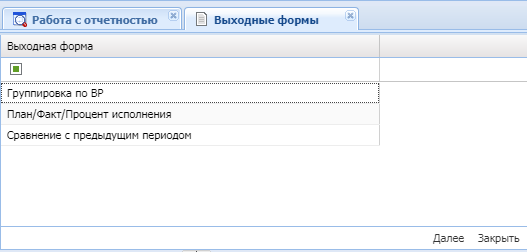 Работа с отчетностью
Выходные формы
Выходная форма
Группировка по ВР
План/Факт/Процент исполнения
Сравнение с предыдущим периодом
Далее
Закрыть